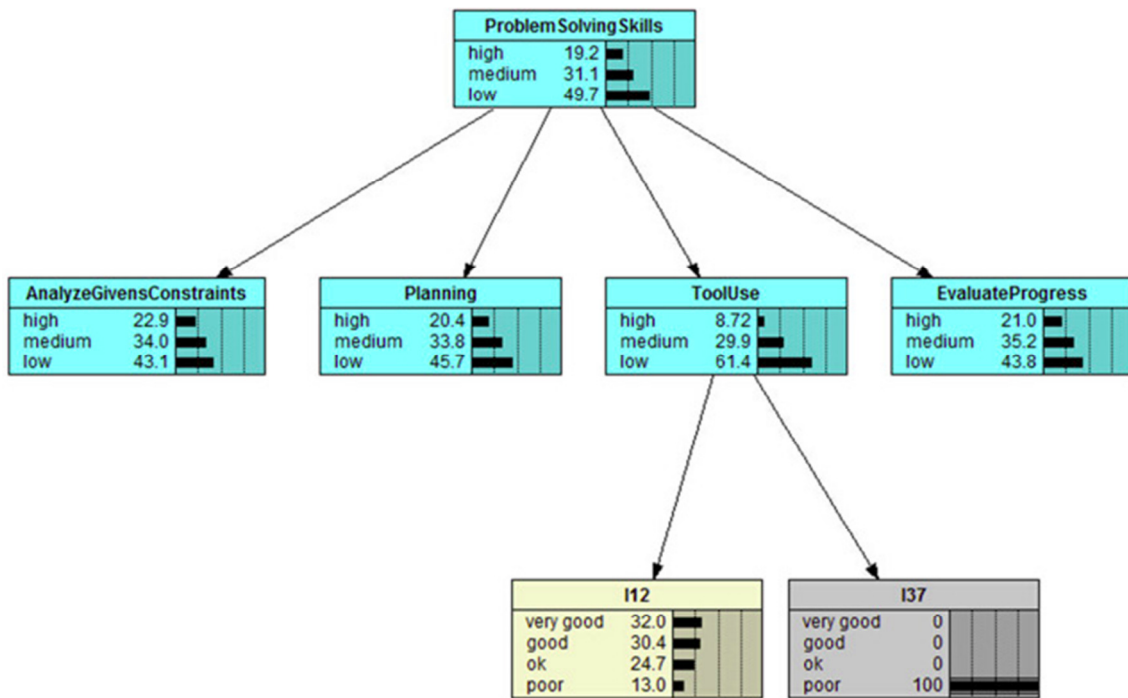 ProblemSolvingSkills
high 19.2
medium 31.1
low 49.7
AnalyzeGivensConstraints
high 22.9
medium 34.0
low 43.1
Planning
high 20.4
medium 33.8
low 45.7
ToolUse
high 8.72
medium 29.9
low 61.4
EvaluateProgress
high 21.0
medium 35.2
low 43.8
I12
very good 32.0
good 30.4
ok 24.7
poor 13.0
I37
very good 0
good 0
ok 0
poor 100